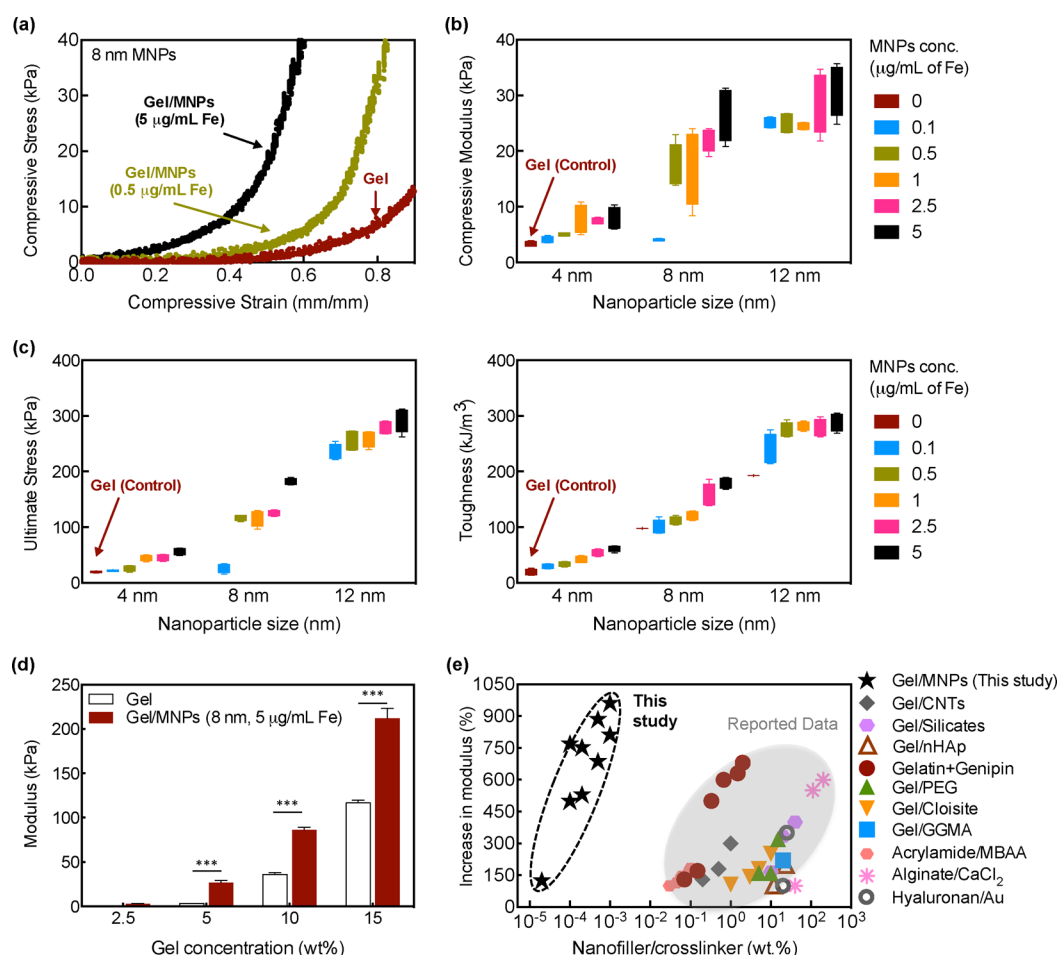 (a)
40
30
20
10
0
0.0
0.2
0.4
0.6
0.8
Compressive Stress (kPa)
Compressive Strain (mm/mm)
8 nm MNPs
Gel/MNPs
(5 µg/mL Fe)
Gel/MNPs
(0.5 µg/mL Fe)
Gel
(b)
40
30
20
10
0
Compressive Modulus (kPa)
Gel (Control)
4 nm
8 nm
12 nm
Nanoparticle size (nm)
MNPs conc.
(µg/mL of Fe)
0
0.1
0.5
1
2.5
5
(c)
400
300
200
100
0
Ultimate Stress (kPa)
Gel (Control)
4 nm
8 nm
12 nm
Nanoparticle size (nm)
400
300
200
100
0
Toughness (kJ/m³)
Gel (Control)
4 nm
8 nm
12 nm
Nanoparticle size (nm)
MNPs conc.
(µg/mL of Fe)
0
0.1
0.5
1
2.5
5
(d)
250
200
150
100
50
0
Modulus (kPa)
Gel
Gel/MNPs (8 nm, 5 µg/mL Fe)
***
***
***
2.5
5
10
15
Gel concentration (wt%)
(e)
1050
900
750
600
450
300
150
0
Increase in modulus (%)
This
study
Reported Data
10⁻⁵
10⁻⁴
10⁻³
10⁻²
10⁻¹
10⁰
10¹
10²
10³
Nanofiller/crosslinker (wt.%)
Gel/MNPs (This study)
Gel/CNTs
Gel/Silicates
Gel/nHAp
Gelatin+Genipin
Gel/PEG
Gel/Cloisite
Gel/GGMA
Acrylamide/MBAA
Alginate/CaCl₂
Hyaluronan/Au